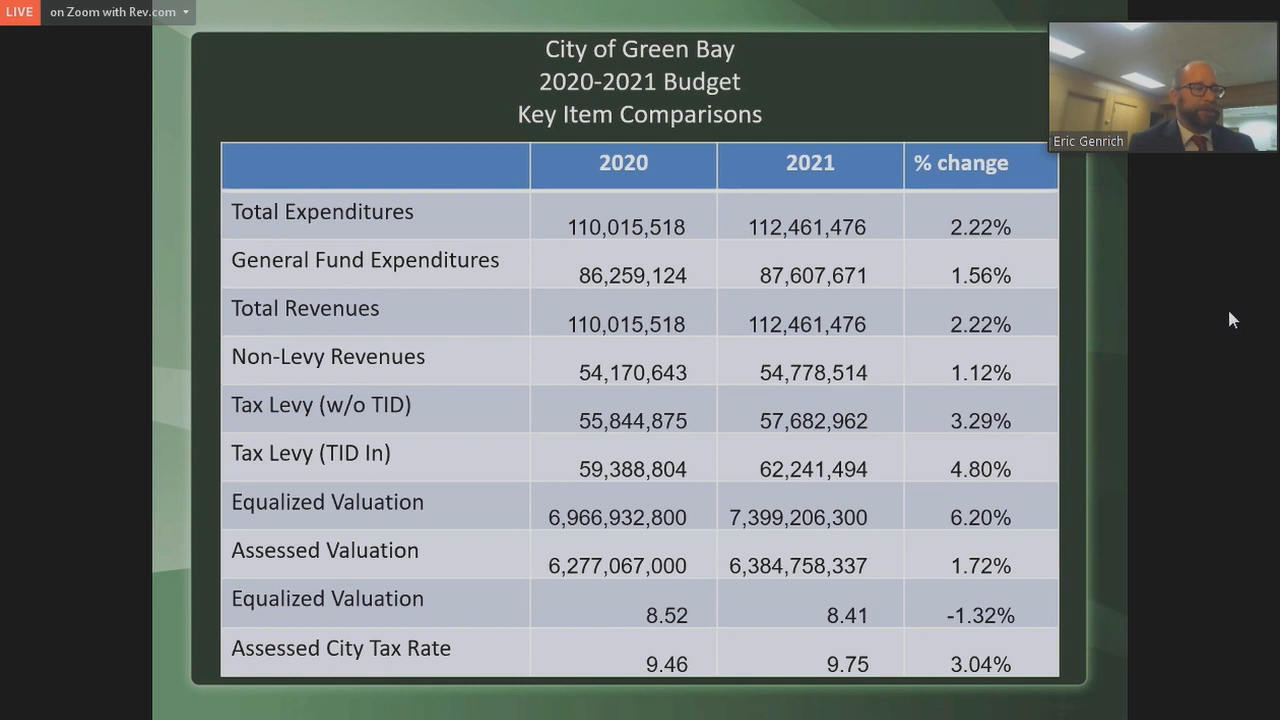 LIVE on Zoom with Rev.com
City of Green Bay
2020-2021 Budget
Key Item Comparisons
Eric Genrich
2020 2021 % change
Total Expenditures 110,015,518 112,461,476 2.22%
General Fund Expenditures 86,259,124 87,607,671 1.56%
Total Revenues 110,015,518 112,461,476 2.22%
Non-Levy Revenues 54,170,643 54,778,514 1.12%
Tax Levy (w/o TID) 55,844,875 57,682,962 3.29%
Tax Levy (TID In) 59,388,804 62,241,494 4.80%
Equalized Valuation 6,966,932,800 7,399,206,300 6.20%
Assessed Valuation 6,277,067,000 6,384,758,337 1.72%
Equalized Valuation 8.52 8.41 -1.32%
Assessed City Tax Rate 9.46 9.75 3.04%